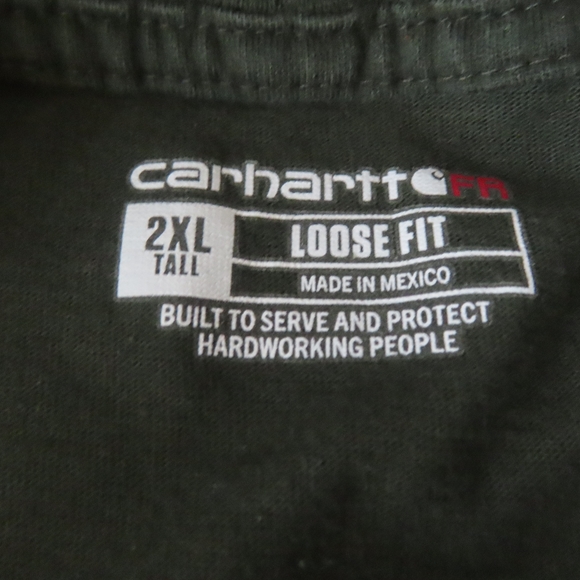 carhartt FR
2XL
TALL
LOOSE FIT
MADE IN MEXICO
BUILT TO SERVE AND PROTECT
HARDWORKING PEOPLE